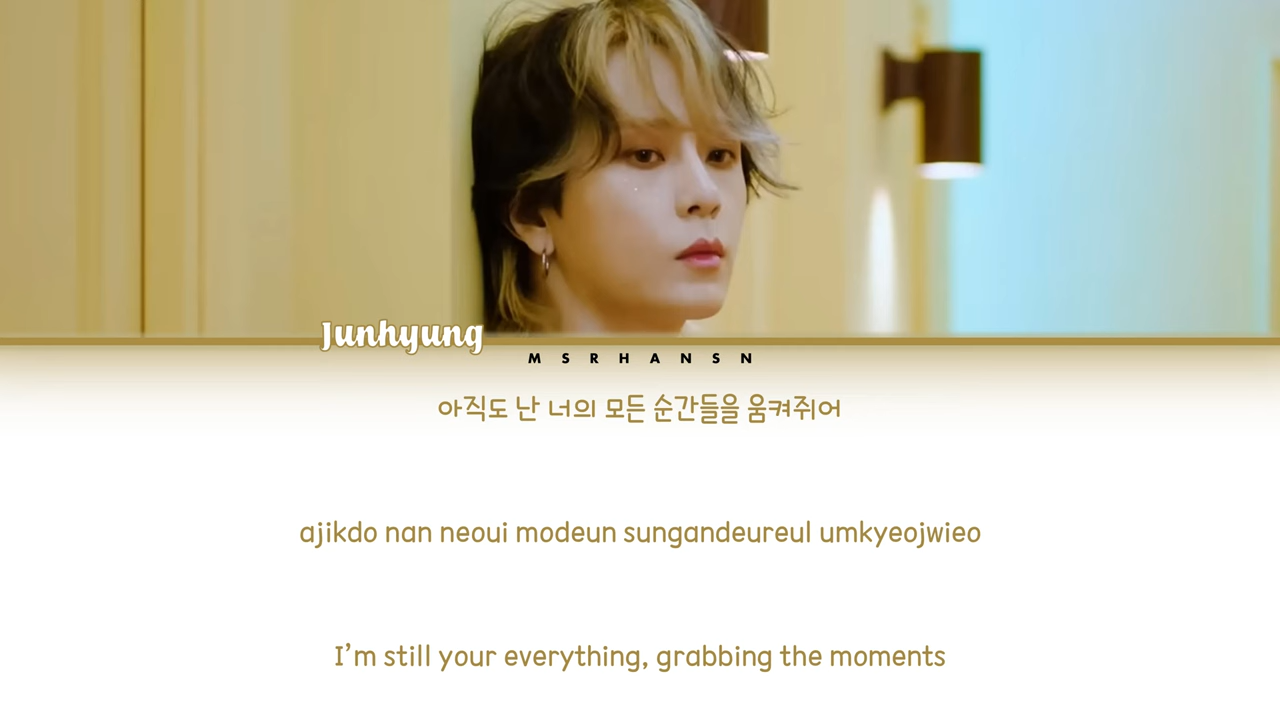 Junhyung
MSRHANSN
아직도 난 너의 모든 순간들을 움켜쥐어
ajikdo nan neoui modeun sungandeureul umkyeojwieo
I’m still your everything, grabbing the moments